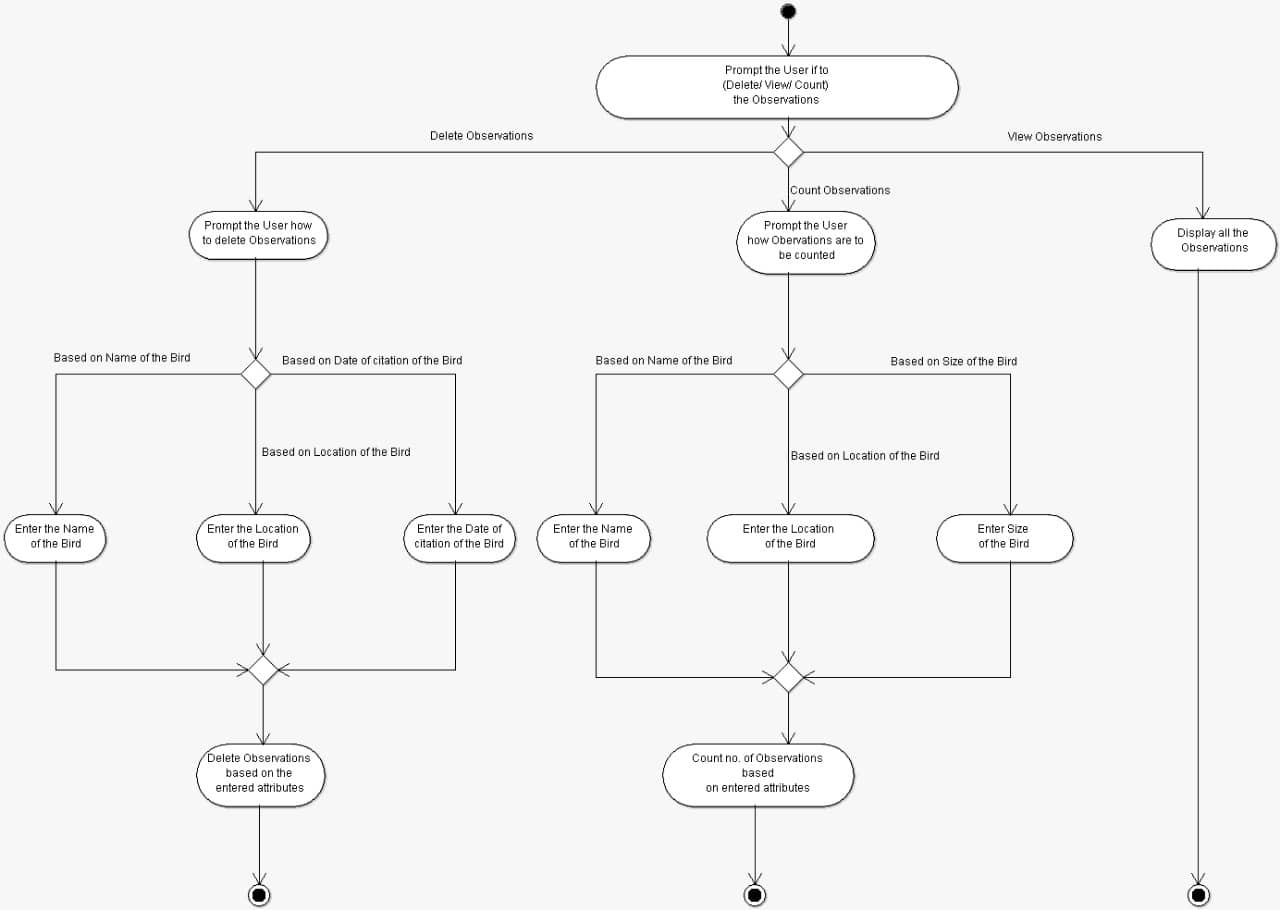 Prompt the User if to
(Delete/ View/ Count)
the Observations
Delete Observations
View Observations
Count Observations
Prompt the User how
to delete Observations
Prompt the User
how Obervations are to
be counted
Display all the
Observations
Based on Name of the Bird
Based on Date of citation of the Bird
Based on Location of the Bird
Based on Name of the Bird
Based on Size of the Bird
Based on Location of the Bird
Enter the Name
of the Bird
Enter the Location
of the Bird
Enter the Date of
citation of the Bird
Enter the Name
of the Bird
Enter the Location
of the Bird
Enter Size
of the Bird
Delete Observations
based on the
entered attributes
Count no. of Observations
based
on entered attributes